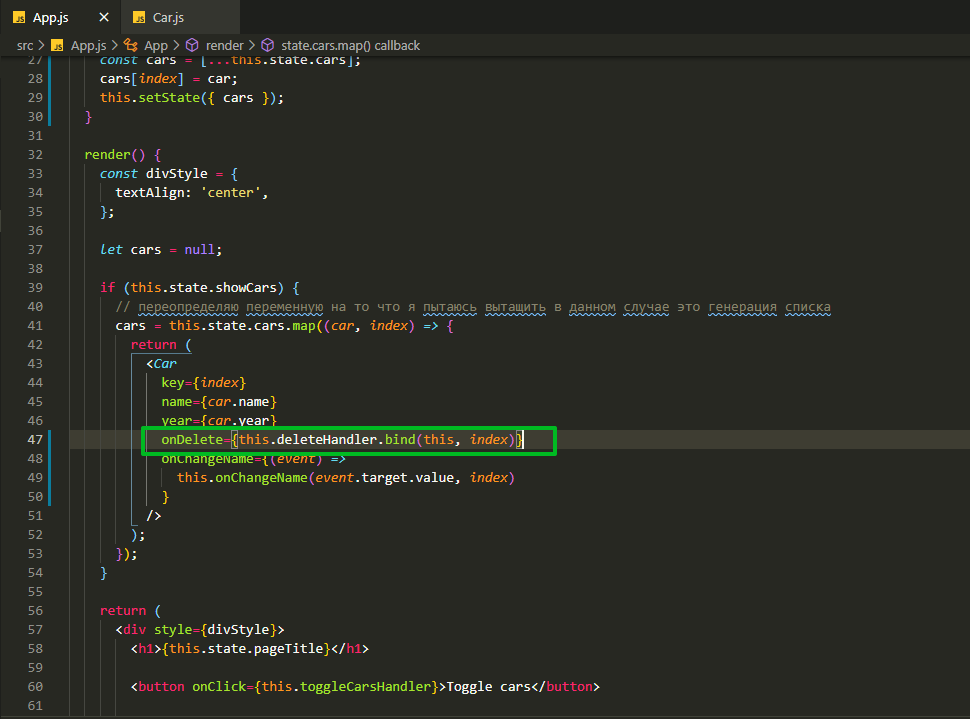 JS App.js ✕ JS Car.js
src > JS App.js > App > render > state.cars.map() callback
27 const cars = [...this.state.cars];
28 cars[index] = car;
29 this.setState({ cars });
30 }
31
32 render() {
33 const divStyle = {
34 textAlign: 'center',
35 };
36
37 let cars = null;
38
39 if (this.state.showCars) {
40 // переопределяю переменную на то что я пытаюсь вытащить в данном случае это генерация списка
41 cars = this.state.cars.map((car, index) => {
42 return (
43 <Car
44 key={index}
45 name={car.name}
46 year={car.year}
47 onDelete={this.deleteHandler.bind(this, index)}
48 onChangeName={(event) =>
49 this.onChangeName(event.target.value, index)
50 }
51 />
52 );
53 });
54 }
55
56 return (
57 <div style={divStyle}>
58 <h1>{this.state.pageTitle}</h1>
59
60 <button onClick={this.toggleCarsHandler}>Toggle cars</button>
61